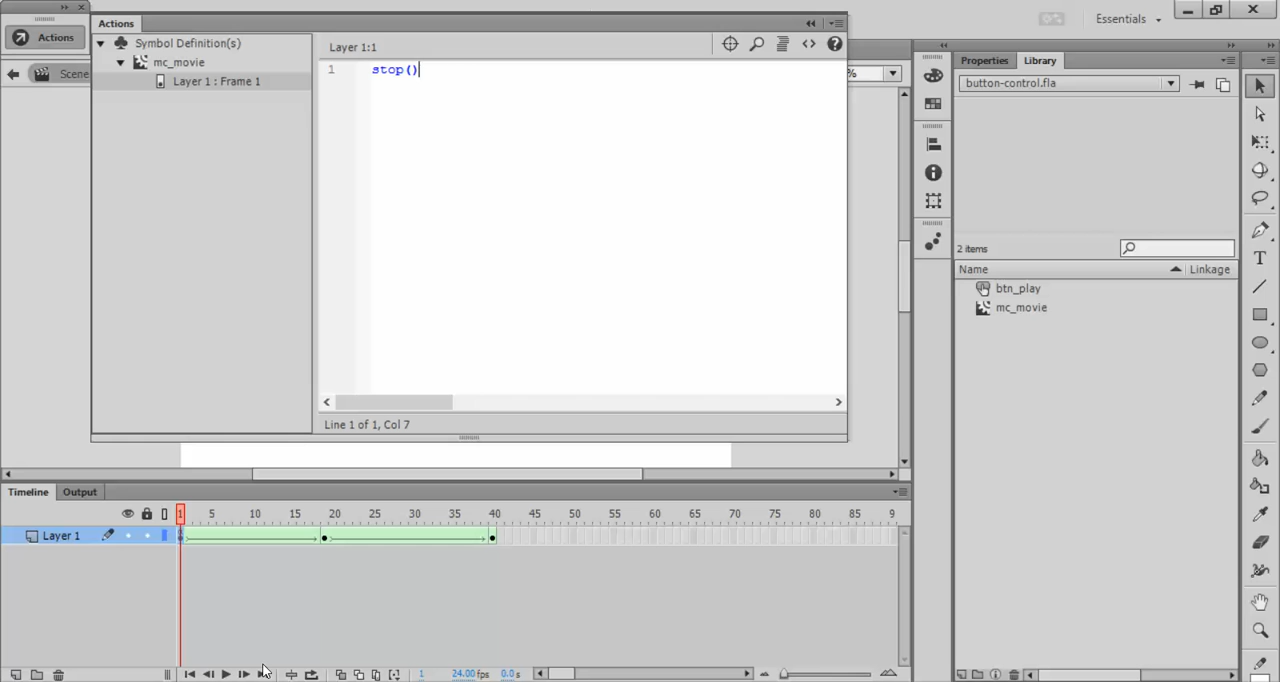 Essentials
Actions
Actions
Scene
Symbol Definition(s)
mc_movie
Layer 1 : Frame 1
Layer 1:1
1 stop()
%
Line 1 of 1, Col 7
Properties Library
button-control.fla
2 items
Name Linkage
btn_play
mc_movie
Timeline Output
1 5 10 15 20 25 30 35 40 45 50 55 60 65 70 75 80 85 9
Layer 1
1 24.00 fps 0.0 s